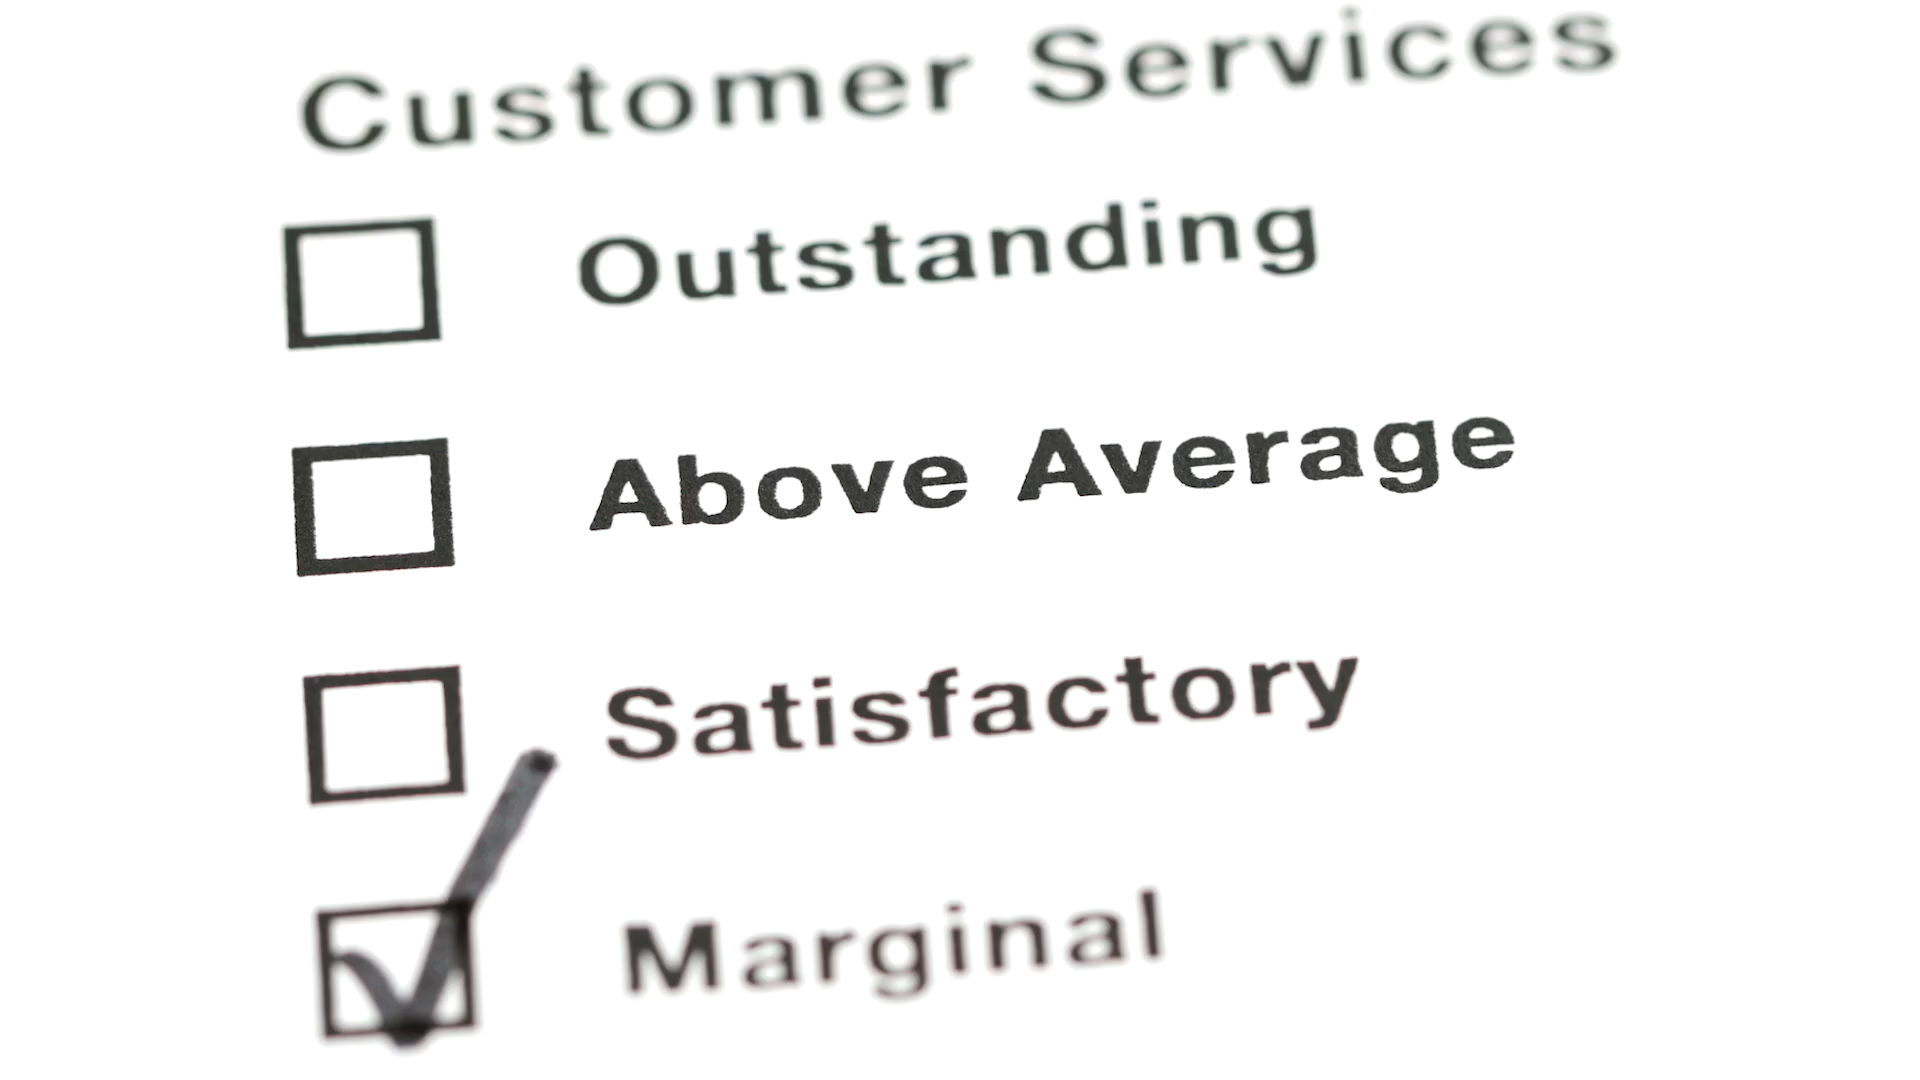 Customer Services
Outstanding
Above Average
Satisfactory
Marginal